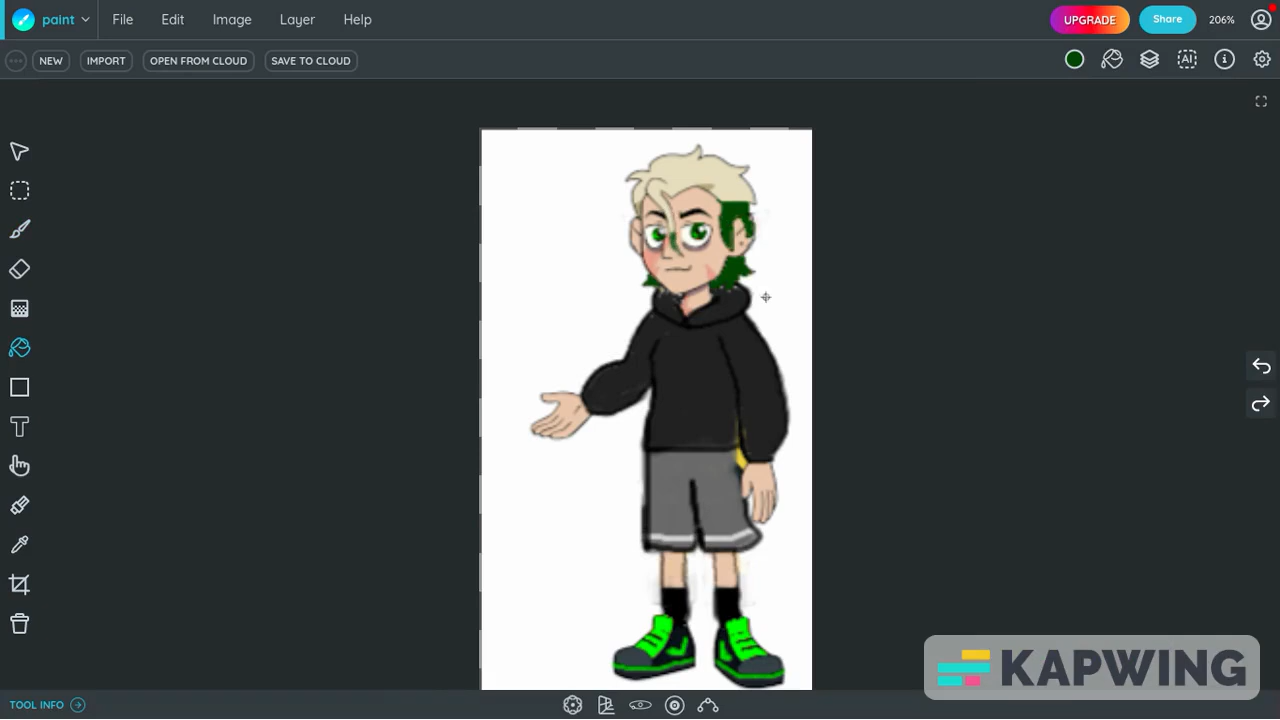 paint File Edit Image Layer Help UPGRADE Share 206%
NEW IMPORT OPEN FROM CLOUD SAVE TO CLOUD AI
TOOL INFO
KAPWING